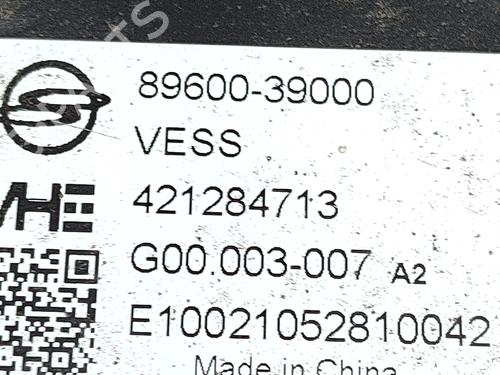 89600-39000
VESS
421284713
G00.003-007 A2
E10021052810042
Made in China